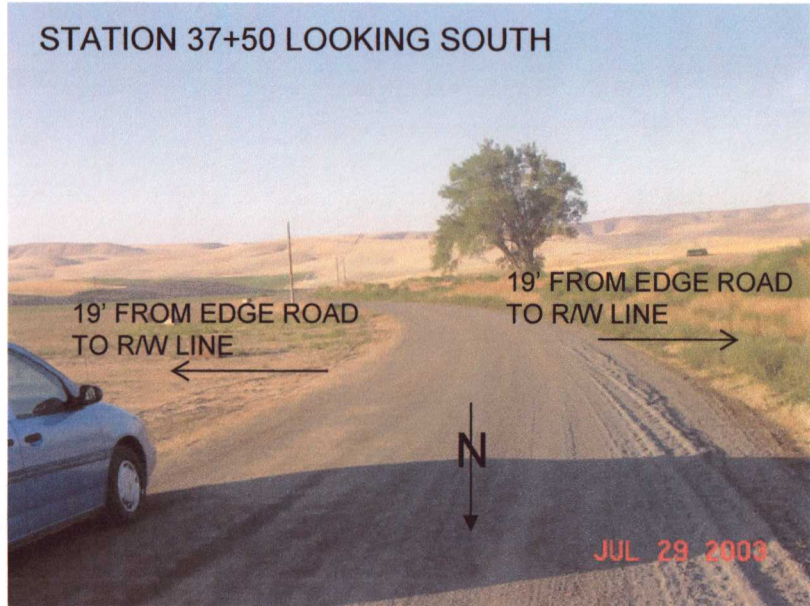 STATION 37+50 LOOKING SOUTH
19' FROM EDGE ROAD
TO R/W LINE
19' FROM EDGE ROAD
TO R/W LINE
N
JUL 29 2003